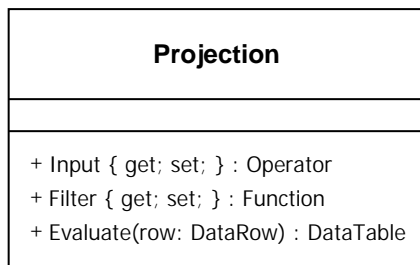 Projection
+ Input { get; set; } : Operator
+ Filter { get; set; } : Function
+ Evaluate(row: DataRow) : DataTable